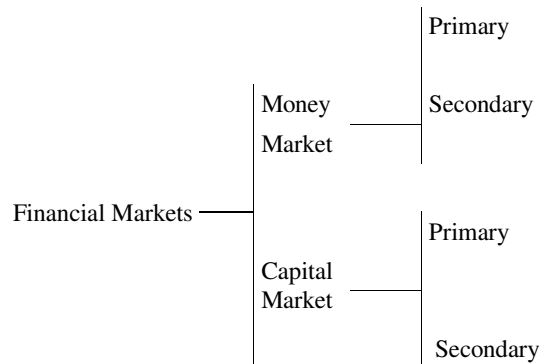 Primary
Money
Secondary
Market
Financial Markets
Primary
Capital
Market
Secondary